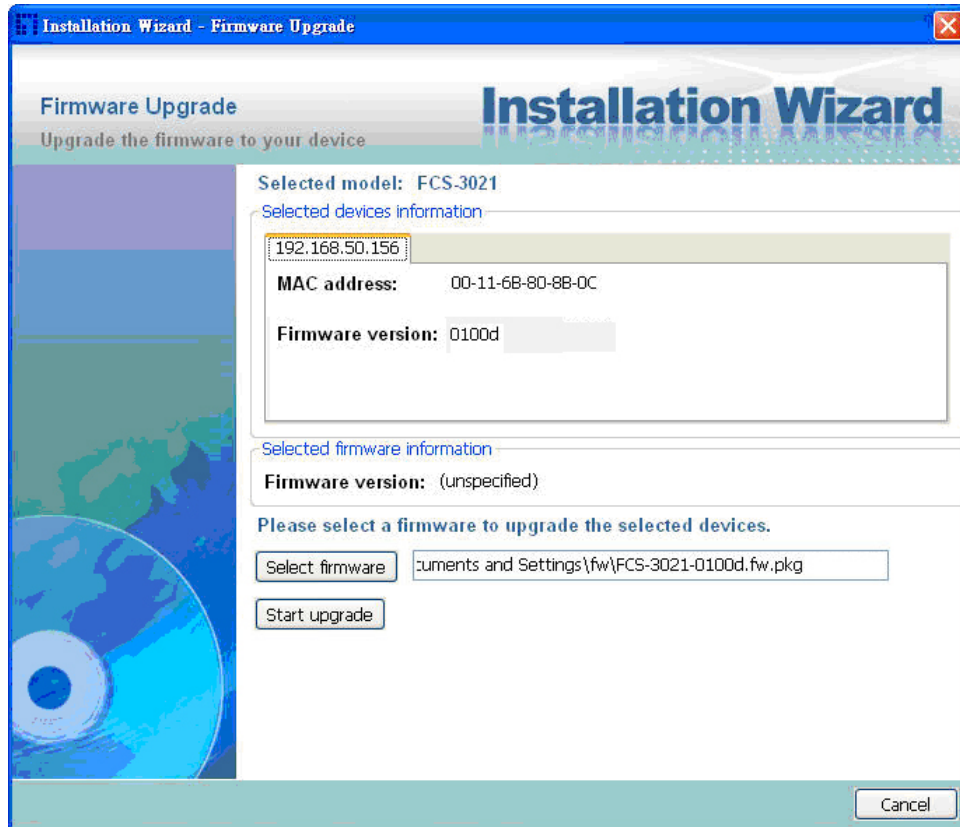 Installation Wizard - Firmware Upgrade
Firmware Upgrade
Installation Wizard
Upgrade the firmware to your device
Selected model: FCS-3021
Selected devices information
192.168.50.156
MAC address: 00-11-6B-80-8B-0C
Firmware version: 0100d
Selected firmware information
Firmware version: (unspecified)
Please select a firmware to upgrade the selected devices.
Select firmware cuments and Settings\fw\FCS-3021-0100d.fw.pkg
Start upgrade
Cancel